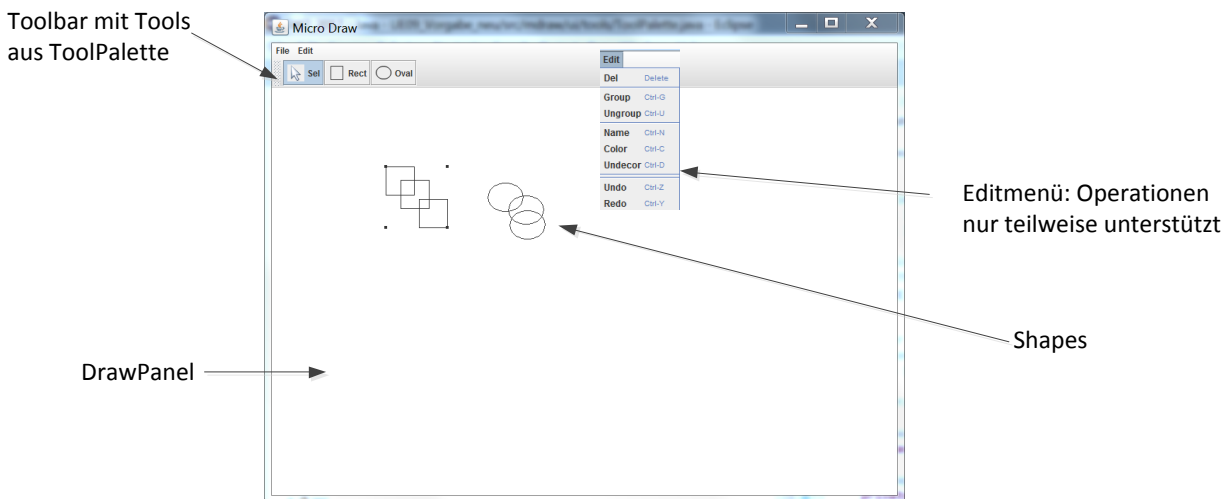 Toolbar mit Tools
aus ToolPalette
Micro Draw
File Edit
Sel Rect Oval
Edit
Del Delete
Group Ctrl-G
Ungroup Ctrl-U
Name Ctrl-N
Color Ctrl-C
Undecor Ctrl-D
Undo Ctrl-Z
Redo Ctrl-Y
Editmenü: Operationen
nur teilweise unterstützt
Shapes
DrawPanel